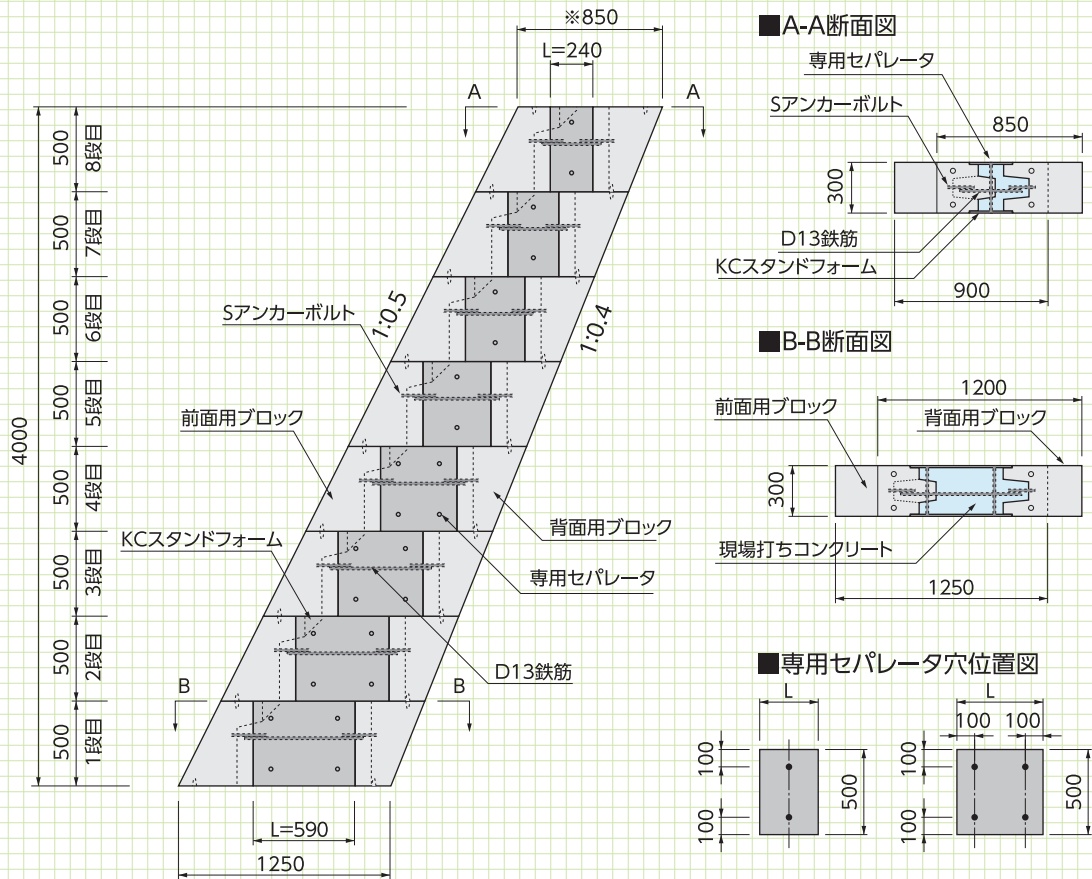 ※850
L=240
A
A
4000
500
8段目
500
7段目
500
6段目
500
5段目
500
4段目
500
3段目
500
2段目
500
1段目
1:0.5
1:0.4
Sアンカーボルト
前面用ブロック
KCスタンドフォーム
背面用ブロック
専用セパレータ
D13鉄筋
B
B
L=590
1250
■A-A断面図
専用セパレータ
Sアンカーボルト
850
300
D13鉄筋
KCスタンドフォーム
900
■B-B断面図
1200
前面用ブロック
背面用ブロック
300
現場打ちコンクリート
1250
■専用セパレータ穴位置図
L
100
100
500
L
100
100
100
100
500